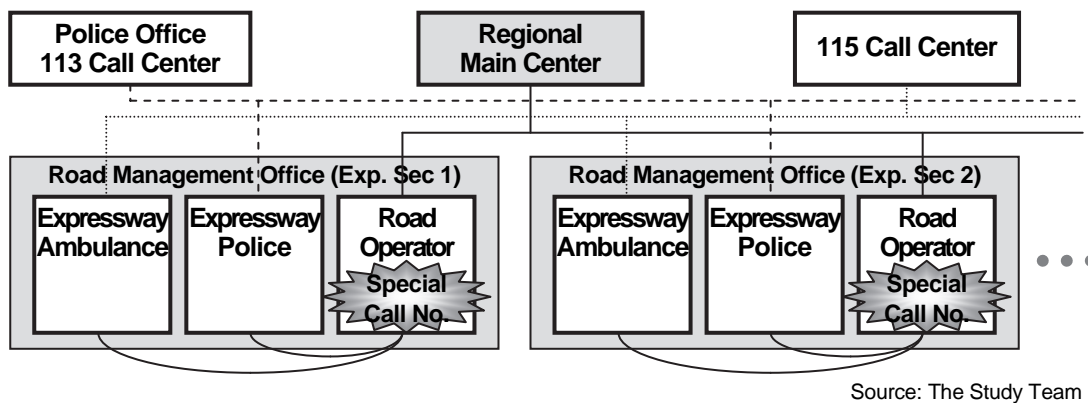 Police Office
113 Call Center
Regional
Main Center
115 Call Center
Road Management Office (Exp. Sec 1)
Expressway
Ambulance
Expressway
Police
Road
Operator
Special
Call No.
Road Management Office (Exp. Sec 2)
Expressway
Ambulance
Expressway
Police
Road
Operator
Special
Call No.
Source: The Study Team